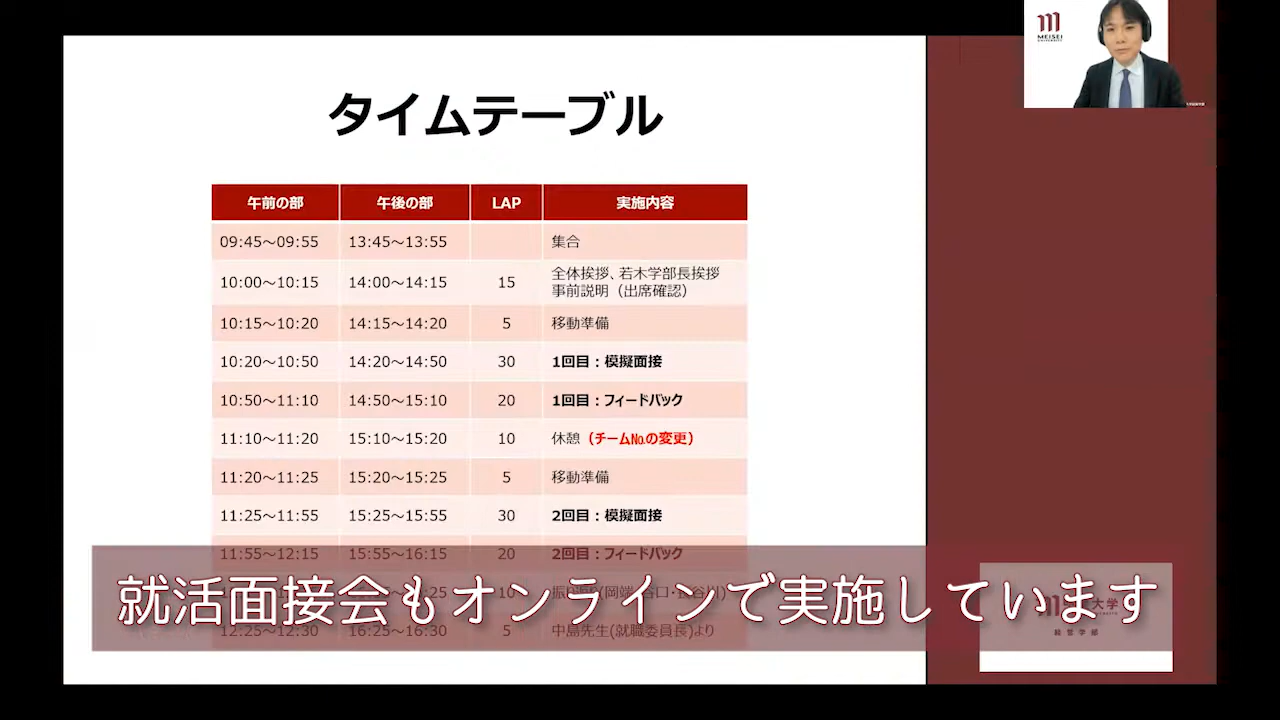 MEISEI
UNIVERSITY
タイムテーブル
午前の部 午後の部 LAP 実施内容
09:45～09:55 13:45～13:55 集合
10:00～10:15 14:00～14:15 15 全体挨拶、若木学部長挨拶
事前説明（出席確認）
10:15～10:20 14:15～14:20 5 移動準備
10:20～10:50 14:20～14:50 30 1回目：模擬面接
10:50～11:10 14:50～15:10 20 1回目：フィードバック
11:10～11:20 15:10～15:20 10 休憩（チーム№の変更）
11:20～11:25 15:20～15:25 5 移動準備
11:25～11:55 15:25～15:55 30 2回目：模擬面接
11:55～12:15 15:55～16:15 20 2回目：フィードバック
就活面接会もオンラインで実施しています
12:25～12:30 16:25～16:30 5 中島先生(就職委員長)より
大学
経営学部